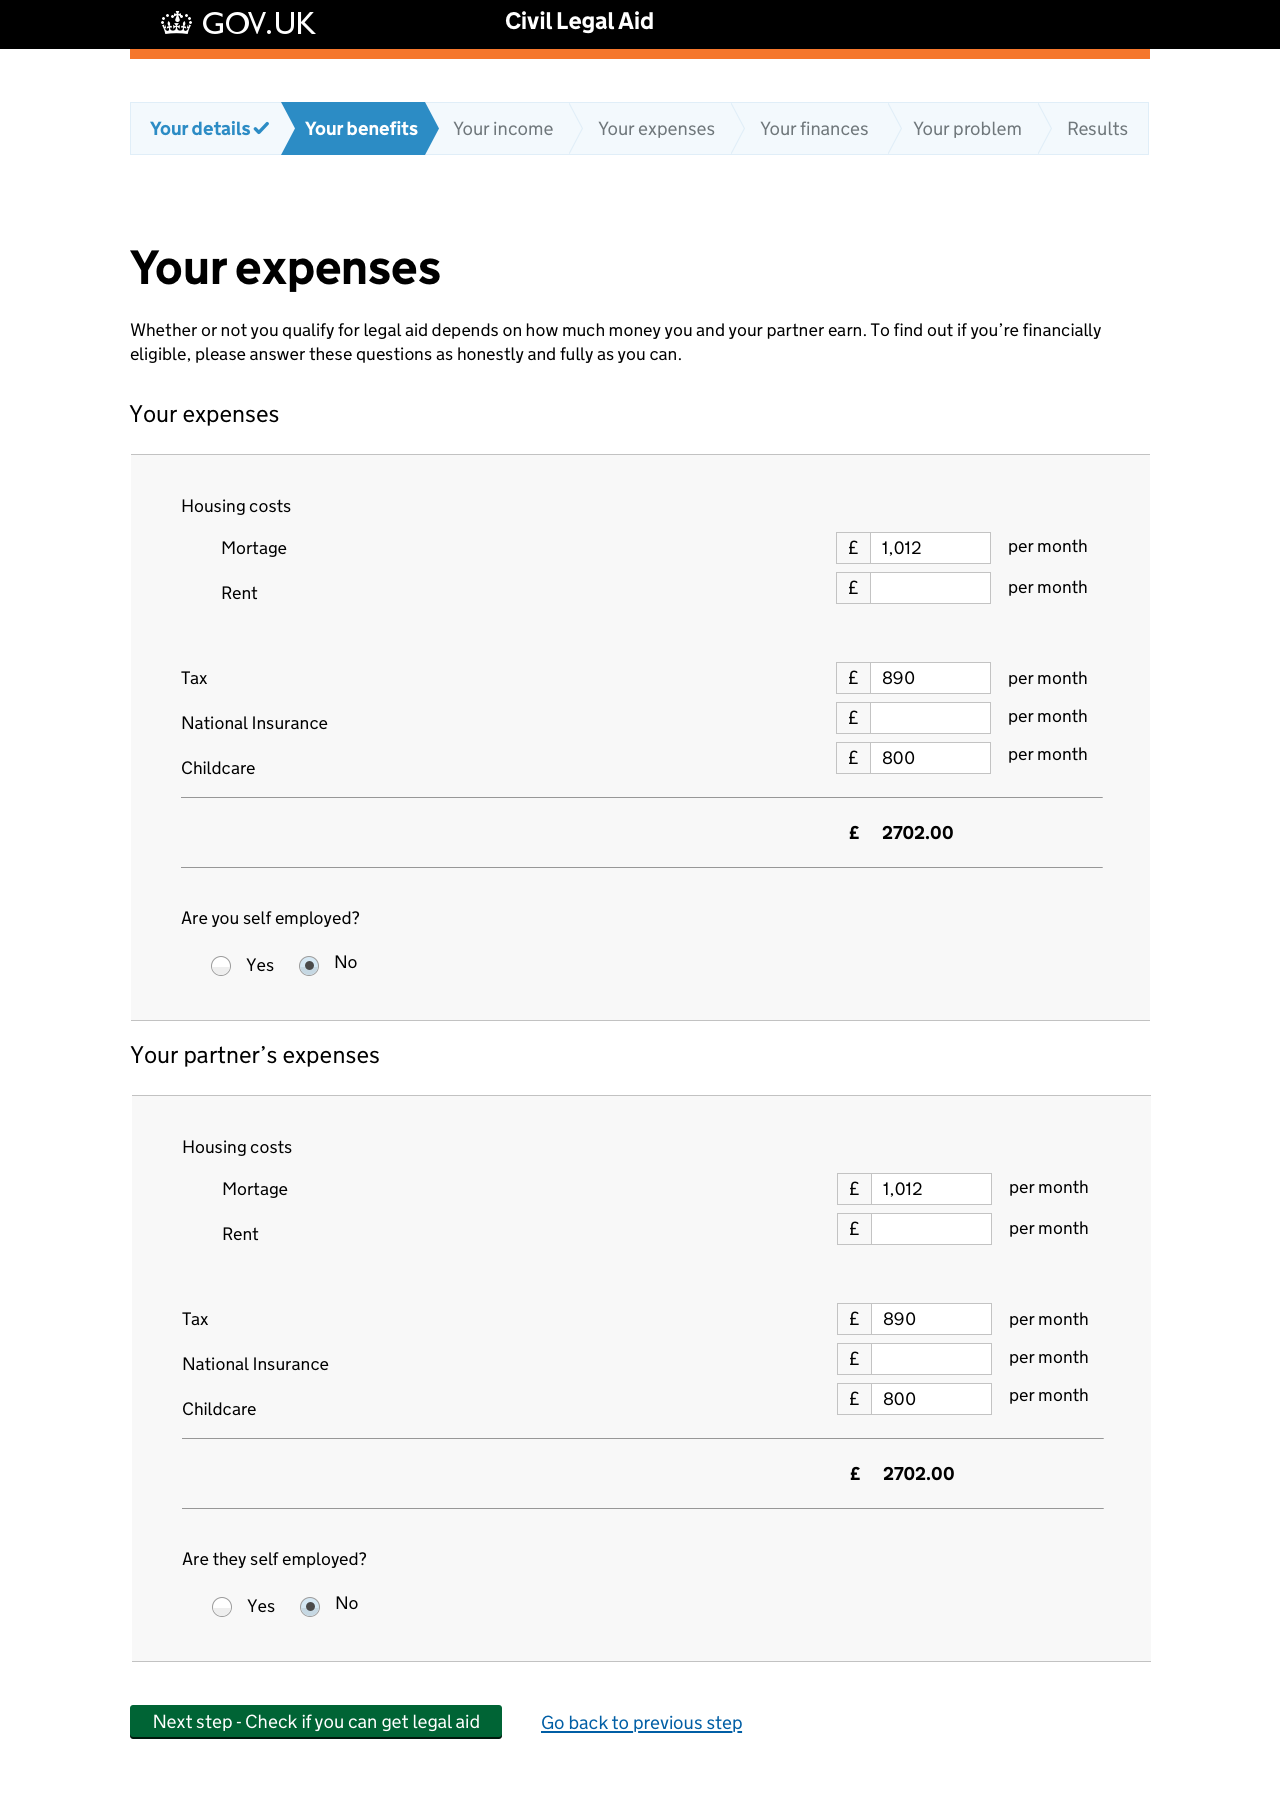 GOV.UK Civil Legal Aid
Your details Your benefits Your income Your expenses Your finances Your problem Results
Your expenses
Whether or not you qualify for legal aid depends on how much money you and your partner earn. To find out if you’re financially
eligible, please answer these questions as honestly and fully as you can.
Your expenses
Housing costs
Mortage £ 1,012 per month
Rent £ per month
Tax £ 890 per month
National Insurance £ per month
Childcare £ 800 per month
£ 2702.00
Are you self employed?
Yes No
Your partner’s expenses
Housing costs
Mortage £ 1,012 per month
Rent £ per month
Tax £ 890 per month
National Insurance £ per month
Childcare £ 800 per month
£ 2702.00
Are they self employed?
Yes No
Next step - Check if you can get legal aid Go back to previous step